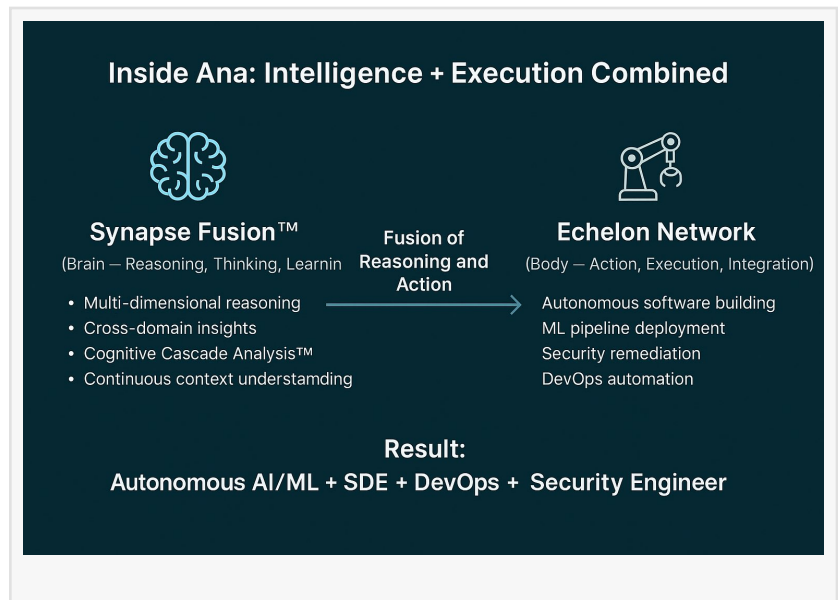 Inside Ana: Intelligence + Execution Combined
Synapse Fusion™
(Brain — Reasoning, Thinking, Learnin
• Multi-dimensional reasoning
• Cross-domain insights
• Cognitive Cascade Analysis™
• Continuous context understamding
Fusion of
Reasoning and
Action
Echelon Network
(Body — Action, Execution, Integration)
Autonomous software building
ML pipeline deployment
Security remediation
DevOps automation
Result:
Autonomous AI/ML + SDE + DevOps + Security Engineer